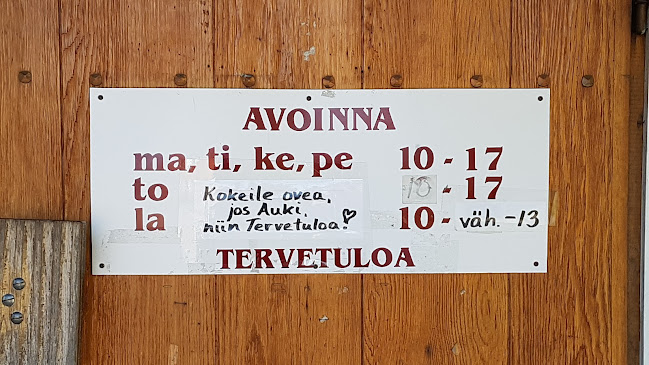 AVOINNA
ma, ti, ke, pe 10 - 17
to 10 - 17
la 10 - väh. -13
Kokeile ovea,
jos Auki,
niin Tervetuloa!
TERVETULOA